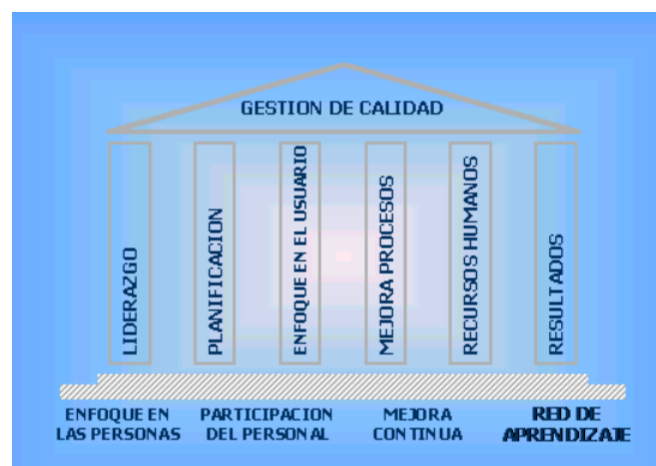 GESTION DE CALIDAD
LIDERAZGO
PLANIFICACION
ENFOQUE EN EL USUARIO
MEJORA PROCESOS
RECURSOS HUMANOS
RESULTADOS
ENFOQUE EN
LAS PERSONAS
PARTICIPACION
DEL PERSONAL
MEJORA
CONTINUA
RED DE
APRENDIZAJE